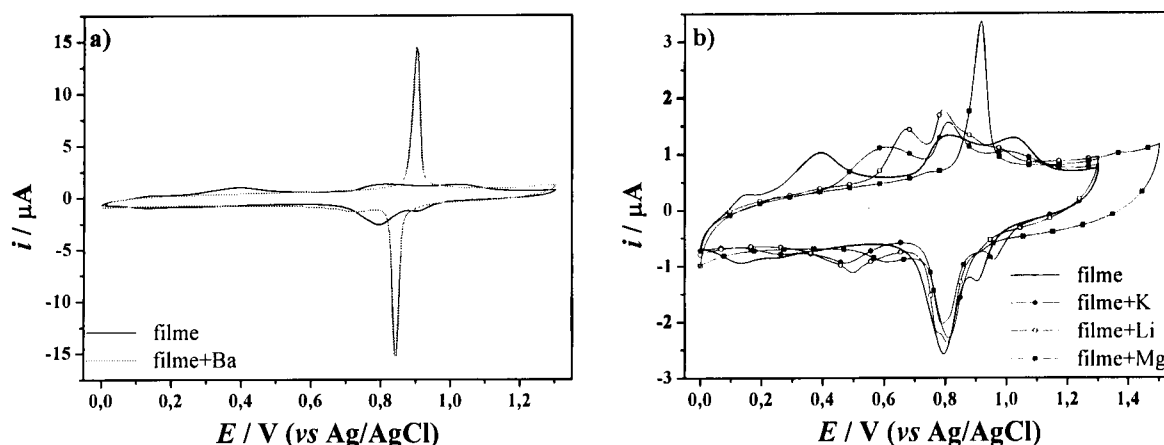 a)
15
10
5
0
-5
-10
-15
i / µA
filme
filme+Ba
0,0 0,2 0,4 0,6 0,8 1,0 1,2
E / V (vs Ag/AgCl)
b)
3
2
1
0
-1
-2
-3
i / µA
filme
filme+K
filme+Li
filme+Mg
0,0 0,2 0,4 0,6 0,8 1,0 1,2 1,4
E / V (vs Ag/AgCl)